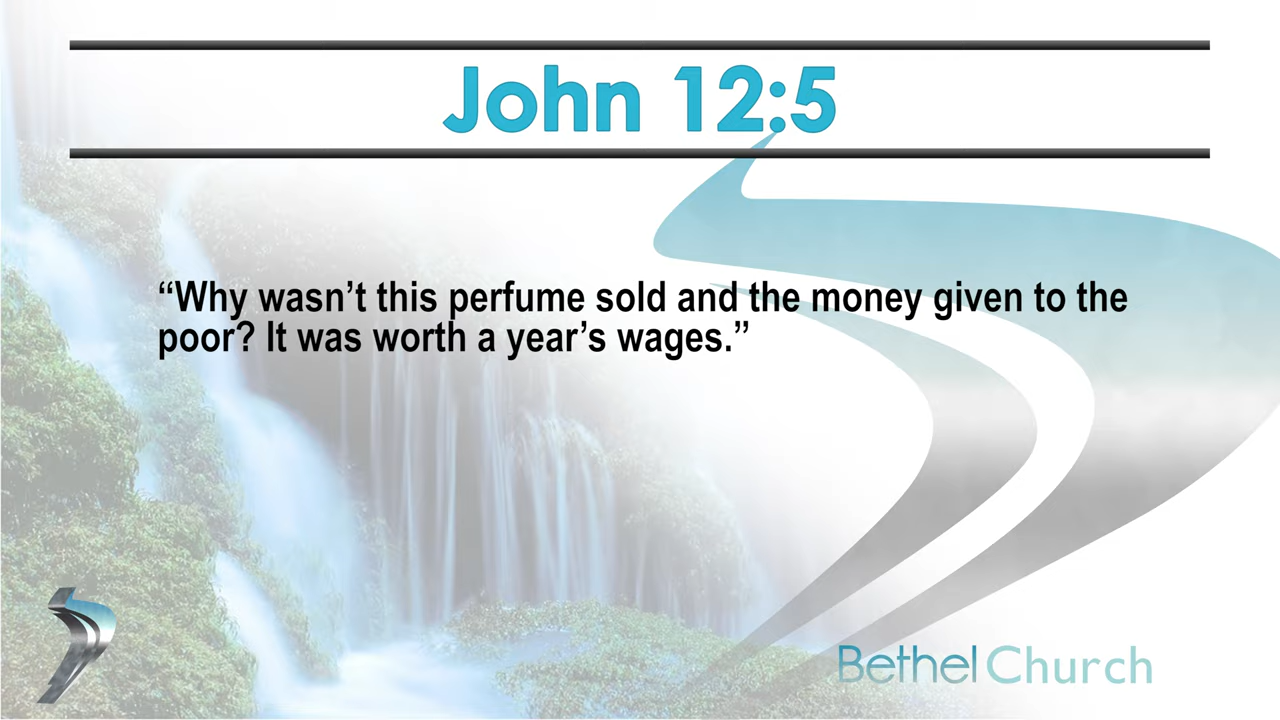 John 12:5
“Why wasn’t this perfume sold and the money given to the
poor? It was worth a year’s wages.”
Bethel Church